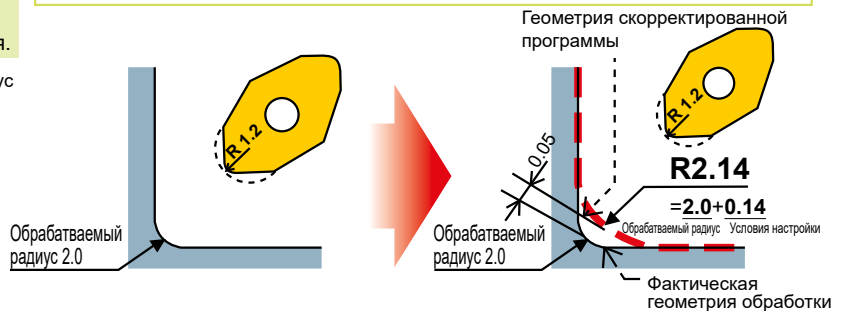 я.
ус
R 1.2
Обрабатваемый
радиус 2.0
Геометрия скорректированной
программы
R 1.2
0.05
R2.14
=2.0+0.14
Обрабатваемый радиус Условия настройки
Обрабатваемый
радиус 2.0
Фактическая
геометрия обработки